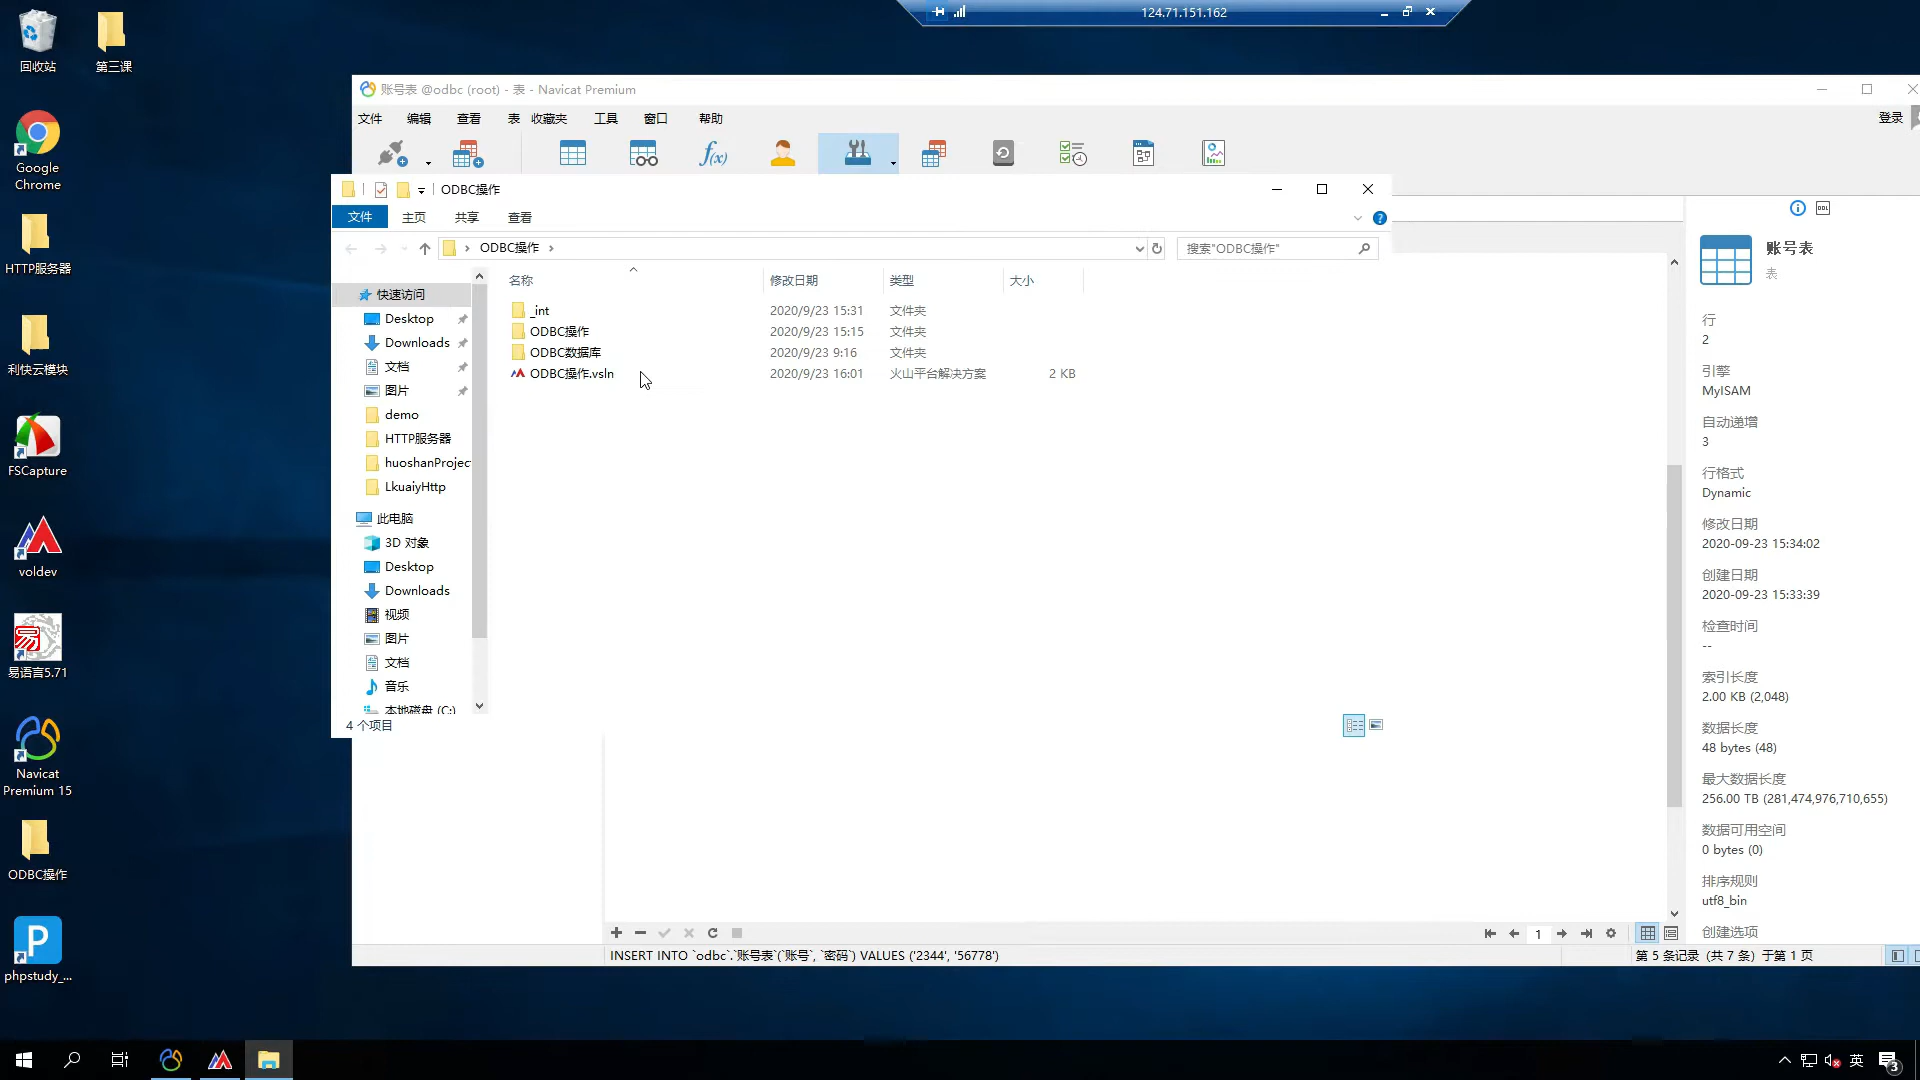 124.71.151.162
回收站
第三课
Google
Chrome
HTTP服务器
利快云模块
FSCapture
voldev
易语言5.71
Navicat
Premium 15
ODBC操作
phpstudy_...
账号表 @odbc (root) - 表 - Navicat Premium
文件 编辑 查看 表 收藏夹 工具 窗口 帮助
登录
ODBC操作
文件 主页 共享 查看
ODBC操作
搜索"ODBC操作"
名称 修改日期 类型 大小
_int 2020/9/23 15:31 文件夹
ODBC操作 2020/9/23 15:15 文件夹
ODBC数据库 2020/9/23 9:16 文件夹
ODBC操作.vsln 2020/9/23 16:01 火山平台解决方案 2 KB
快速访问
Desktop
Downloads
文档
图片
demo
HTTP服务器
huoshanProjec
LkuaiyHttp
此电脑
3D 对象
Desktop
Downloads
视频
图片
文档
音乐
本地磁盘 (C:)
4 个项目
DDL
账号表
表
行
2
引擎
MyISAM
自动递增
3
行格式
Dynamic
修改日期
2020-09-23 15:34:02
创建日期
2020-09-23 15:33:39
检查时间
--
索引长度
2.00 KB (2,048)
数据长度
48 bytes (48)
最大数据长度
256.00 TB (281,474,976,710,655)
数据可用空间
0 bytes (0)
排序规则
utf8_bin
创建选项
1
INSERT INTO `odbc`.`账号表`(`账号`, `密码`) VALUES ('2344', '56778')
第 5 条记录 (共 7 条) 于第 1 页
英
3